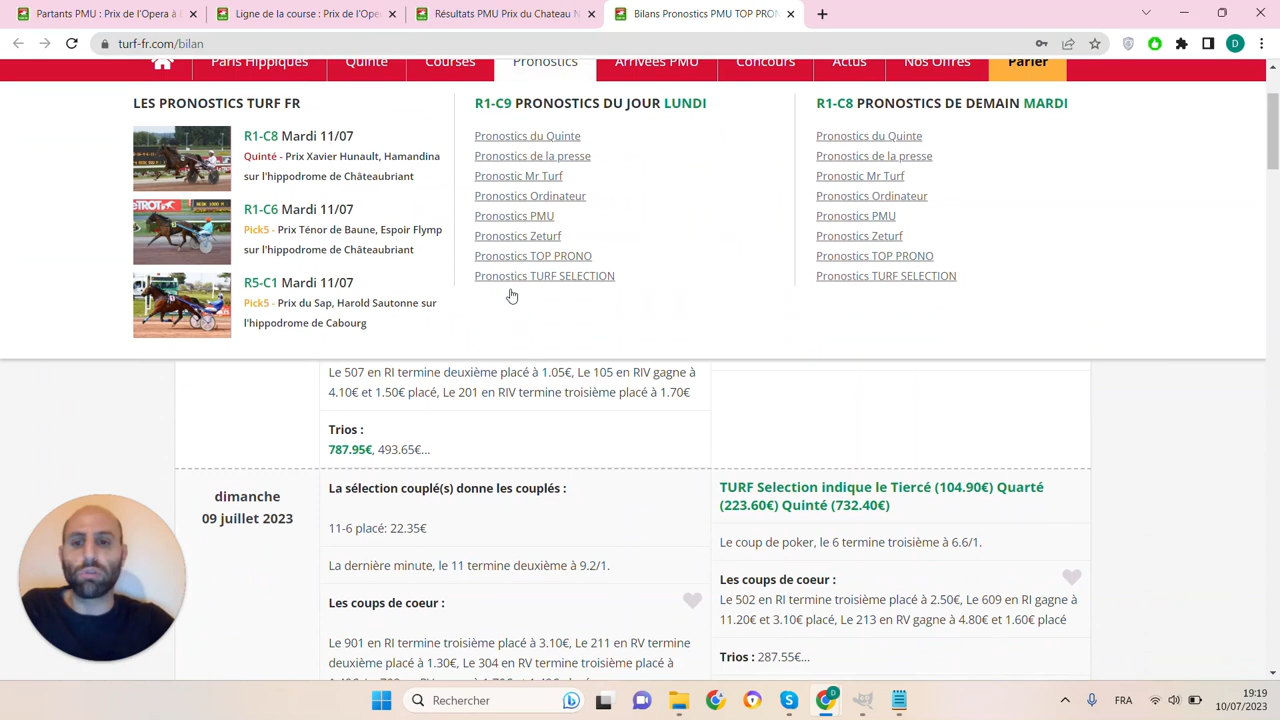 Partants PMU : Prix de l'Opera à
Ligne de la course : Prix de l'Ope
Résultats PMU Prix du Chateau N
Bilans Pronostics PMU TOP PRON
turf-fr.com/bilan
D
Paris Hippiques
Quinté
Courses
Pronostics
Arrivées PMU
Concours
Actus
Nos Offres
Parier
LES PRONOSTICS TURF FR
R1-C8 Mardi 11/07
Quinté - Prix Xavier Hunault, Hamandina
sur l'hippodrome de Châteaubriant
R1-C6 Mardi 11/07
Pick5 - Prix Ténor de Baune, Espoir Flymp
sur l'hippodrome de Châteaubriant
R5-C1 Mardi 11/07
Pick5 - Prix du Sap, Harold Sautonne sur
l'hippodrome de Cabourg
R1-C9 PRONOSTICS DU JOUR LUNDI
Pronostics du Quinte
Pronostics de la presse
Pronostic Mr Turf
Pronostics Ordinateur
Pronostics PMU
Pronostics Zeturf
Pronostics TOP PRONO
Pronostics TURF SELECTION
R1-C8 PRONOSTICS DE DEMAIN MARDI
Pronostics du Quinte
Pronostics de la presse
Pronostics Mr Turf
Pronostics Ordinateur
Pronostics PMU
Pronostics Zeturf
Pronostics TOP PRONO
Pronostics TURF SELECTION
Le 507 en RI termine deuxième placé à 1.05€, Le 105 en RIV gagne à
4.10€ et 1.50€ placé, Le 201 en RIV termine troisième placé à 1.70€
Trios :
787.95€, 493.65€...
dimanche
09 juillet 2023
La sélection couplé(s) donne les couplés :
11-6 placé: 22.35€
La dernière minute, le 11 termine deuxième à 9.2/1.
Les coups de coeur :
Le 901 en RI termine troisième placé à 3.10€, Le 211 en RV termine
deuxième placé à 1.30€, Le 304 en RV termine troisième placé à
TURF Selection indique le Tiercé (104.90€) Quarté
(223.60€) Quinté (732.40€)
Le coup de poker, le 6 termine troisième à 6.6/1.
Les coups de coeur :
Le 502 en RI termine troisième placé à 2.50€, Le 609 en RI gagne à
11.20€ et 3.10€ placé, Le 213 en RV gagne à 4.80€ et 1.60€ placé
Trios : 287.55€...
Rechercher
FRA
19:19
10/07/2023